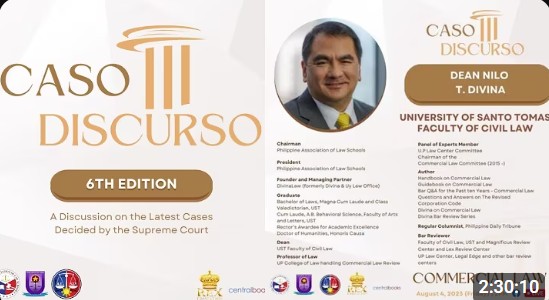 CASO
DISCURSO
6TH EDITION
A Discussion on the Latest Cases
Decided by the Supreme Court
REX
centralboo
CASO
DISCURSO
DEAN NILO
T. DIVINA
UNIVERSITY OF SANTO TOMAS
FACULTY OF CIVIL LAW
Chairman
Philippine Association of Law Schools
President
Philippine Association of Law Schools
Founder and Managing Partner
DivinaLaw (formerly Divina & Uy Law Office)
Graduate
Bachelor of Laws, Magna Cum Laude and Class
Valedictorian, UST
Cum Laude, A.B. Behavioral Science, Faculty of Arts
and Letters, UST
Rector's Awardee for Academic Excellence
Doctor of Humanities, Honoris Causa
Dean
UST Faculty of Civil Law
Professor of Law
UP College of Law handling Commercial Law Review
Panel of Experts Member
U.P Law Center Committee
Chairman of the
Commercial Law Committee (2015 -)
Author
Handbook on Commercial Law
Guidebook on Commercial Law
Bar Q&A for the Past ten Years - Commercial Law
Questions and Answers on The Revised
Corporation Code
Divina on Commercial Law
Divina Bar Review Series
Regular Columnist, Philippine Daily Tribune
Bar Reviewer
Faculty of Civil Law, UST and Magnificus Review
Center and Lex Review Center
UP Law Center, Legal Edge and other bar review
centers
REX
centralboo
COMMERCIAL LAW
August 4, 2023
2:30:10